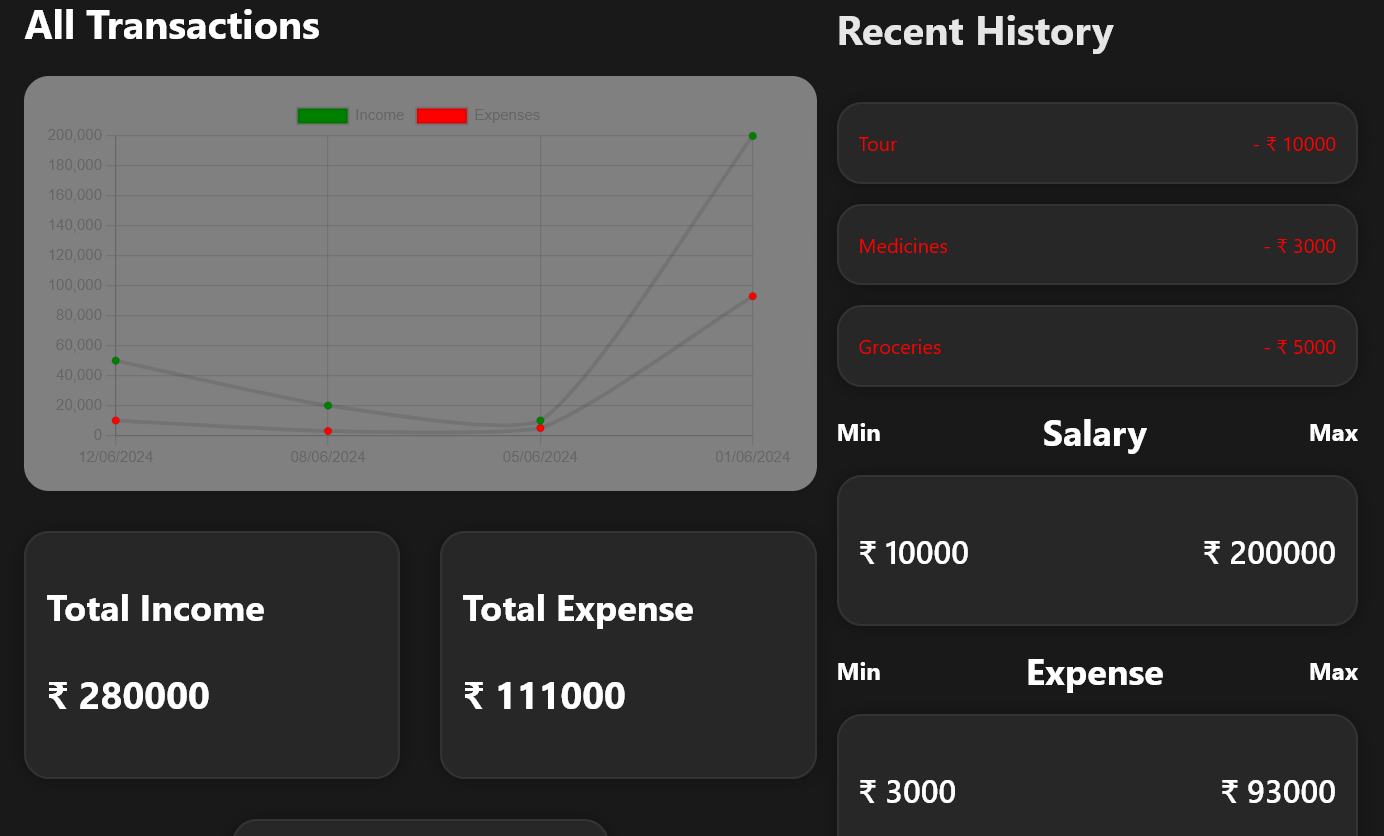 All Transactions
Income Expenses
200,000
180,000
160,000
140,000
120,000
100,000
80,000
60,000
40,000
20,000
0
12/06/2024 08/06/2024 05/06/2024 01/06/2024
Total Income
₹ 280000
Total Expense
₹ 111000
Recent History
Tour - ₹ 10000
Medicines - ₹ 3000
Groceries - ₹ 5000
Min Salary Max
₹ 10000 ₹ 200000
Min Expense Max
₹ 3000 ₹ 93000